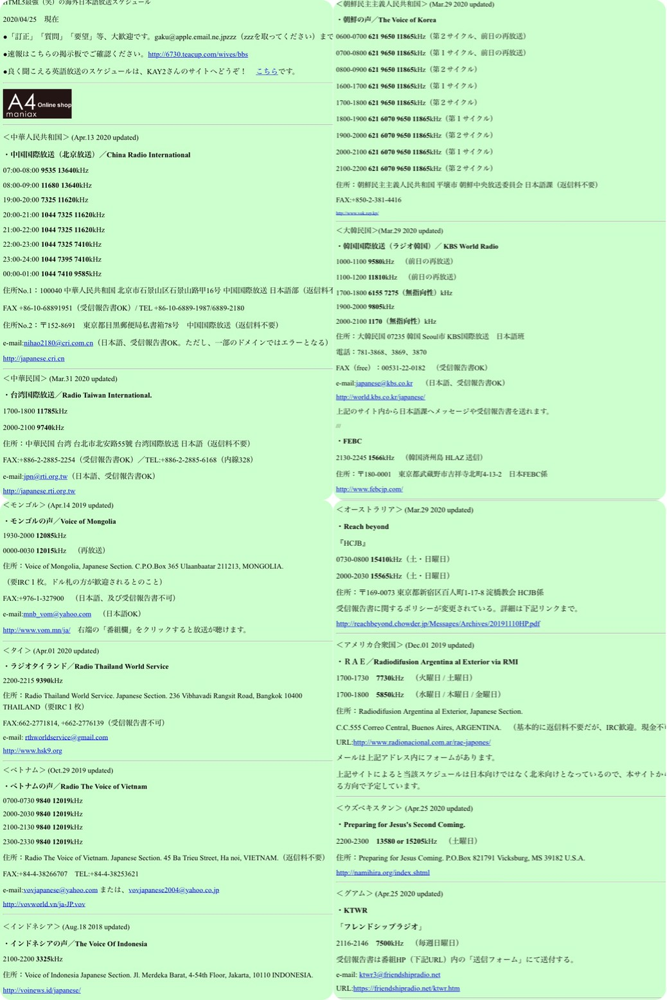 HTML5最強（笑）の海外日本語放送スケジュール
2020/04/25　現在
●「訂正」「質問」「要望」等、大歓迎です。gaku@apple.email.ne.jpzzz（zzzを取ってください）まで
●速報はこちらの掲示板でご確認ください。http://6730.teacup.com/wives/bbs
●良く聞こえる英語放送のスケジュールは、KAY2さんのサイトへどうぞ！　こちらです。
A4 maniax Online shop
＜中華人民共和国＞ (Apr.13 2020 updated)
・中国国際放送（北京放送）／China Radio International
07:00-08:00 9535 13640kHz
08:00-09:00 11680 13640kHz
19:00-20:00 7325 11620kHz
20:00-21:00 1044 7325 11620kHz
21:00-22:00 1044 7325 11620kHz
22:00-23:00 1044 7325 7410kHz
23:00-24:00 1044 7395 7410kHz
00:00-01:00 1044 7410 9585kHz
住所No.1：100040 中華人民共和国 北京市石景山区石景山路甲16号 中国国際放送 日本語部（返信料不
FAX +86-10-68891951（受信報告書OK）/ TEL +86-10-6889-1987/6889-2180
住所No.2：〒152-8691　東京都目黒郵便局私書箱78号　中国国際放送（返信料不要）
e-mail:nihao2180@cri.com.cn（日本語、受信報告書OK。ただし、一部のドメインではエラーとなる）
http://japanese.cri.cn
＜中華民国＞ (Mar.31 2020 updated)
・台湾国際放送／Radio Taiwan International.
1700-1800 11785kHz
2000-2100 9740kHz
住所：中華民国 台湾 台北市北安路55號 台湾国際放送 日本語（返信料不要）
FAX:+886-2-2885-2254（受信報告書OK）／TEL:+886-2-2885-6168（内線328）
e-mail:jpn@rti.org.tw（日本語、受信報告書OK）
http://japanese.rti.org.tw
＜朝鮮民主主義人民共和国＞ (Mar.29 2020 updated)
・朝鮮の声／The Voice of Korea
0600-0700 621 9650 11865kHz（第２サイクル、前日の再放送）
0700-0800 621 9650 11865kHz（第１サイクル、前日の再放送）
0800-0900 621 9650 11865kHz（第２サイクル）
1600-1700 621 9650 11865kHz（第１サイクル）
1700-1800 621 9650 11865kHz（第２サイクル）
1800-1900 621 6070 9650 11865kHz（第１サイクル）
1900-2000 621 6070 9650 11865kHz（第２サイクル）
2000-2100 621 6070 9650 11865kHz（第１サイクル）
2100-2200 621 6070 9650 11865kHz（第２サイクル）
住所：朝鮮民主主義人民共和国 平壌市 朝鮮中央放送委員会 日本語課（返信料不要）
FAX:+850-2-381-4416
http://www.vok.rep.kp/
＜大韓民国＞(Mar.29 2020 updated)
・韓国国際放送（ラジオ韓国）／ KBS World Radio
1000-1100 9580kHz　（前日の再放送）
1100-1200 11810kHz　（前日の再放送）
1700-1800 6155 7275（無指向性）kHz
1900-2000 9805kHz
2000-2100 1170（無指向性）kHz
住所：大韓民国 07235 韓国 Seoul市 KBS国際放送　日本語班
電話：781-3868、3869、3870
FAX（free）：00531-22-0182　（受信報告書OK）
e-mail:japanese@kbs.co.kr　（日本語、受信報告書OK）
http://world.kbs.co.kr/japanese/
上記のサイト内から日本語課へメッセージや受信報告書を送れます。
///
・FEBC
2130-2245 1566kHz　（韓国済州島 HLAZ 送信）
住所：〒180-0001　東京都武蔵野市吉祥寺北町4-13-2　日本FEBC係
http://www.febcjp.com/
＜モンゴル＞ (Apr.14 2019 updated)
・モンゴルの声／Voice of Mongolia
1930-2000 12085kHz
0000-0030 12015kHz　（再放送）
住所：Voice of Mongolia, Japanese Section. C.P.O.Box 365 Ulaanbaatar 211213, MONGOLIA.
（要IRC１枚。ドル札の方が歓迎されるとのこと）
FAX:+976-1-327900　（日本語、及び受信報告書不可）
e-mail:mnb_vom@yahoo.com　（日本語OK）
http://www.vom.mn/ja/　右端の「番組欄」をクリックすると放送が聴けます。
＜タイ＞ (Apr.01 2020 updated)
・ラジオタイランド／Radio Thailand World Service
2200-2215 9390kHz
住所：Radio Thailand World Service. Japanese Section. 236 Vibhavadi Rangsit Road, Bangkok 10400
THAILAND（要IRC１枚）
FAX:662-2771814, +662-2776139（受信報告書不可）
e-mail: rthworldservice@gmail.com
http://www.hsk9.org
＜ベトナム＞ (Oct.29 2019 updated)
・ベトナムの声／Radio The Voice of Vietnam
0700-0730 9840 12019kHz
2000-2030 9840 12019kHz
2100-2130 9840 12019kHz
2300-2330 9840 12019kHz
住所：Radio The Voice of Vietnam. Japanese Section. 45 Ba Trieu Street, Ha noi, VIETNAM.（返信料不要）
FAX:+84-4-38266707　TEL:+84-4-38253621
e-mail:vovjapanese@yahoo.com または、vovjapanese2004@yahoo.co.jp
http://vovworld.vn/ja-JP.vov
＜インドネシア＞ (Aug.18 2018 updated)
・インドネシアの声／The Voice Of Indonesia
2100-2200 3325kHz
住所：Voice of Indonesia Japanese Section. Jl. Merdeka Barat, 4-54th Floor, Jakarta, 10110 INDONESIA.
http://voinews.id/japanese/
＜オーストラリア＞ (Mar.29 2020 updated)
・Reach beyond
『HCJB』
0730-0800 15410kHz（土・日曜日）
2000-2030 15565kHz（土・日曜日）
住所：〒169-0073 東京都新宿区百人町1-17-8 淀橋教会 HCJB係
受信報告書に関するポリシーが変更されている。詳細は下記リンクまで。
http://reachbeyond.chowder.jp/Messages/Archives/20191110HP.pdf
＜アメリカ合衆国＞ (Dec.01 2019 updated)
・ＲＡＥ／Radiodifusion Argentina al Exterior via RMI
1700-1730　7730kHz　（火曜日 / 土曜日）
1700-1800　5850kHz　（水曜日 / 木曜日 / 金曜日）
住所：Radiodifusion Argentina al Exterior, Japanese Section.
C.C.555 Correo Central, Buenos Aires, ARGENTINA.　（基本的に返信料不要だが、IRC歓迎。現金不可
URL:http://www.radionacional.com.ar/rae-japones/
メールは上記アドレス内にフォームがあります。
上記サイトによると当該スケジュールは日本向けではなく北米向けとなっているので、本サイトから
る方向で予定しています。
＜ウズベキスタン＞ (Apr.25 2020 updated)
・Preparing for Jesus's Second Coming.
2200-2300　13580 or 15205kHz　（土曜日）
住所：Preparing for Jesus Coming. P.O.Box 821791 Vicksburg, MS 39182 U.S.A.
http://namihira.org/index.shtml
＜グアム＞ (Apr.25 2020 updated)
・KTWR
「フレンドシップラジオ」
2116-2146　7500kHz　（毎週日曜日）
受信報告書は番組HP（下記URL）内の「送信フォーム」にて送付する。
e-mail: ktwr3@friendshipradio.net
URL:https://friendshipradio.net/ktwr.htm